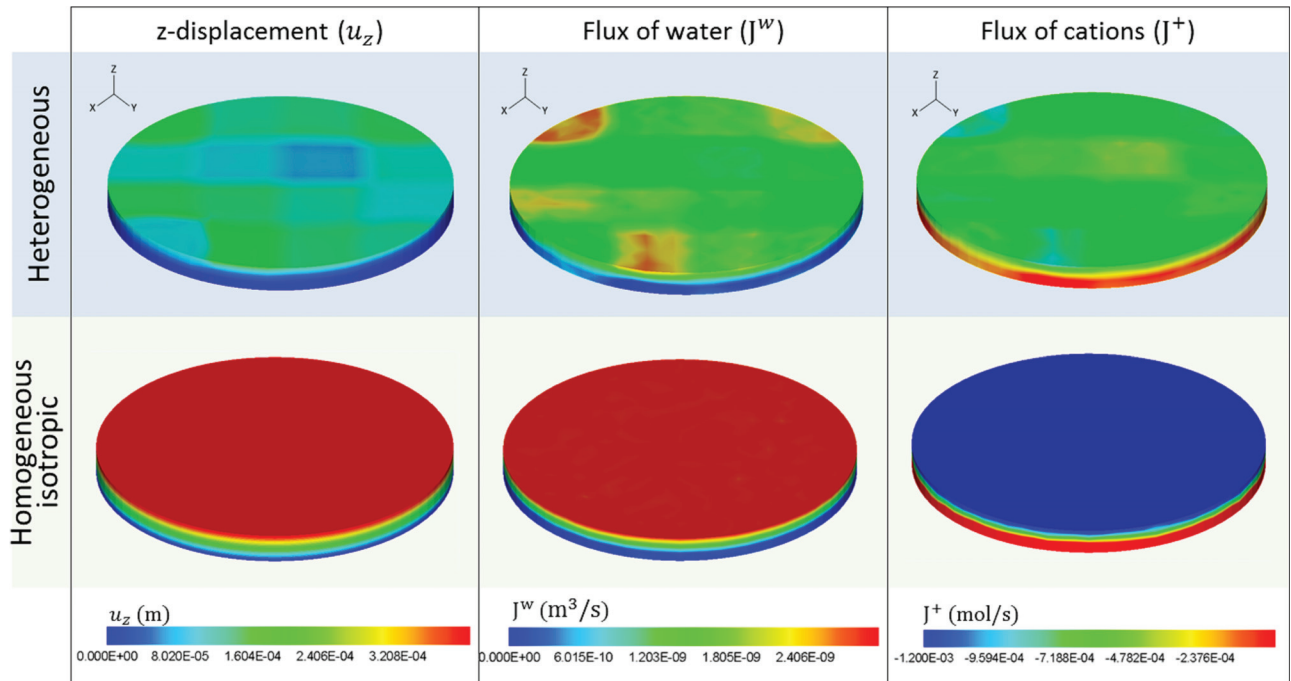 z-displacement (u_z)
Flux of water (J^w)
Flux of cations (J^+)
Heterogeneous
Z
X
Y
Z
X
Y
Z
X
Y
Homogeneous
isotropic
u_z (m)
0.000E+00 8.020E-05 1.604E-04 2.406E-04 3.208E-04
J^w (m^3/s)
0.000E+00 6.015E-10 1.203E-09 1.805E-09 2.406E-09
J^+ (mol/s)
-1.200E-03 -9.594E-04 -7.188E-04 -4.782E-04 -2.376E-04